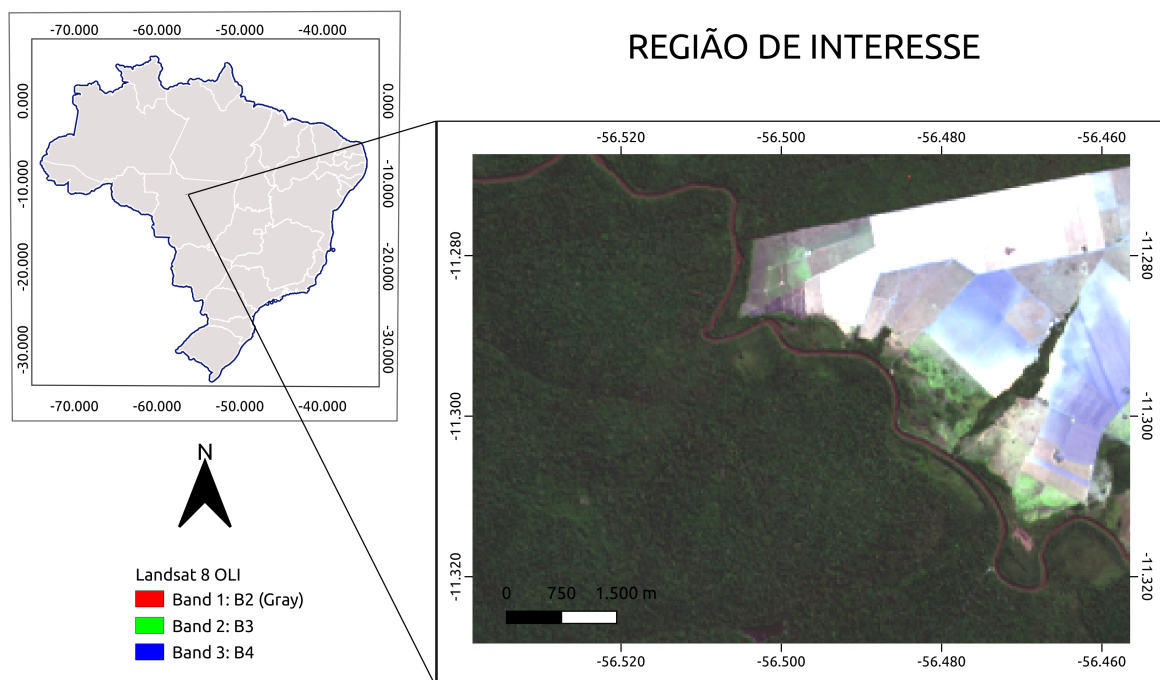 REGIÃO DE INTERESSE
-70.000 -60.000 -50.000 -40.000
0.000
-10.000
-20.000
-30.000
0.000
-10.000
-20.000
-30.000
-70.000 -60.000 -50.000 -40.000
N
Landsat 8 OLI
Band 1: B2 (Gray)
Band 2: B3
Band 3: B4
-56.520 -56.500 -56.480 -56.460
-11.280
-11.300
-11.320
-11.280
-11.300
-11.320
0 750 1.500 m
-56.520 -56.500 -56.480 -56.460